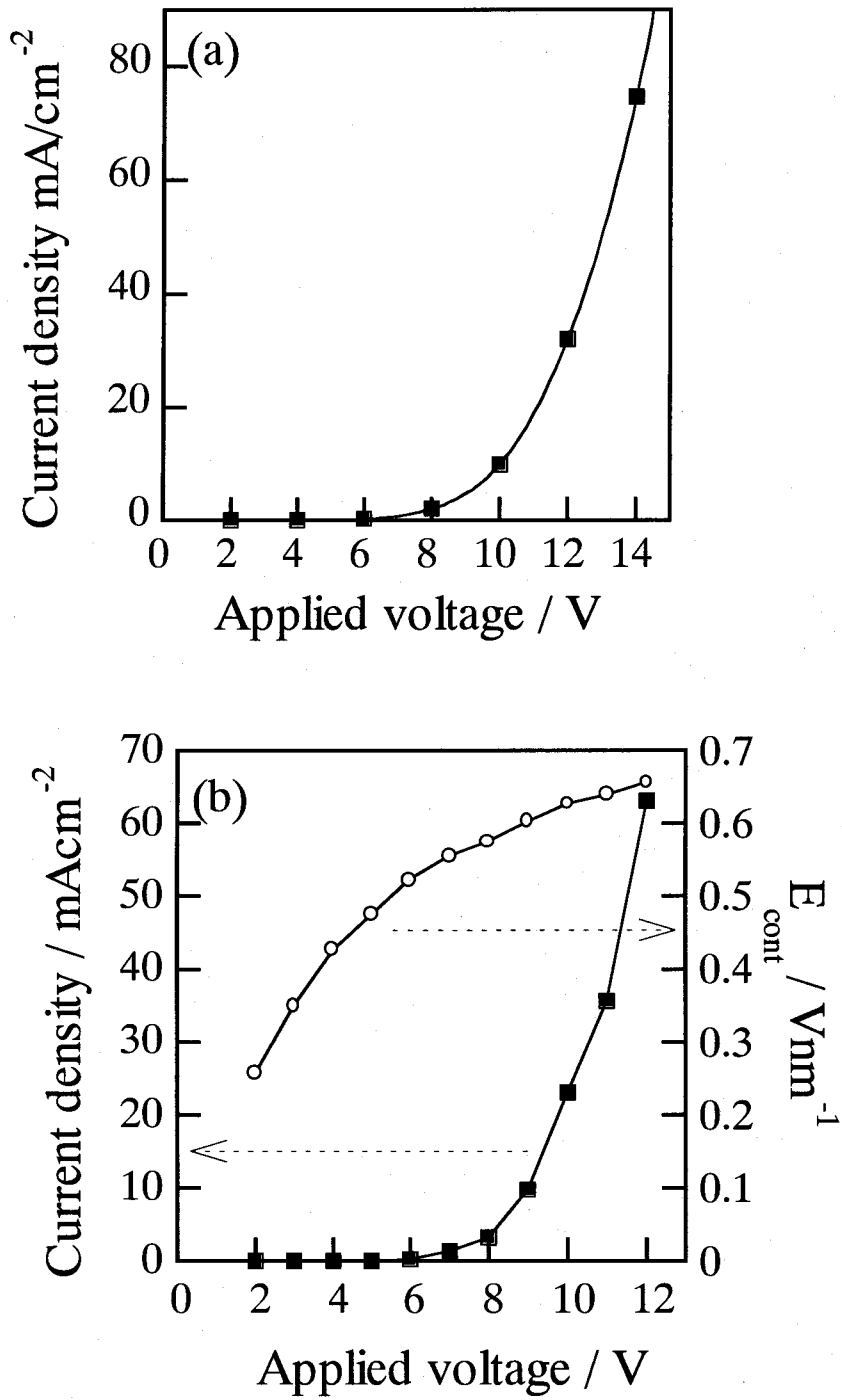 (a)
80
60
40
20
0
0 2 4 6 8 10 12 14
Current density mA/cm⁻²
Applied voltage / V
(b)
70
60
50
40
30
20
10
0
0.7
0.6
0.5
0.4
0.3
0.2
0.1
0
0 2 4 6 8 10 12
Current density / mAcm⁻²
E_cont / Vnm⁻¹
Applied voltage / V